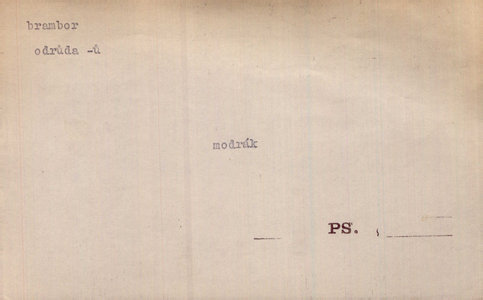 brambor
odrůda -ů
modrák
PS.